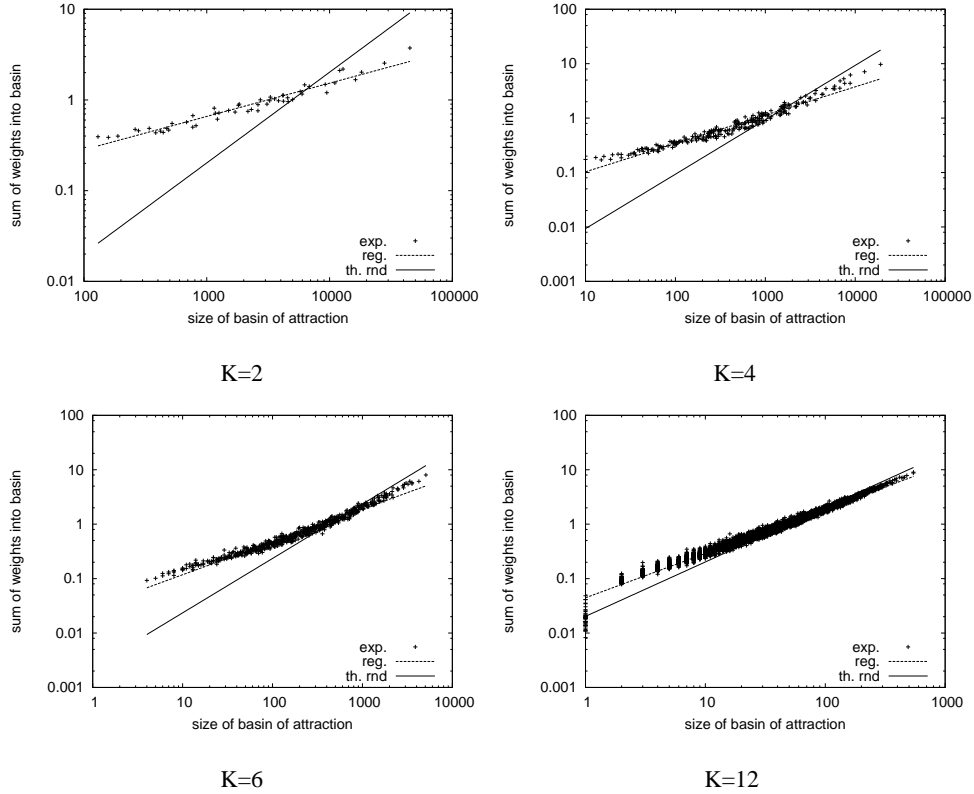 10
1
0.1
0.01
100
1000
10000
100000
sum of weights into basin
size of basin of attraction
exp.
reg.
th. rnd
K=2
100
10
1
0.1
0.01
0.001
10
100
1000
10000
100000
sum of weights into basin
size of basin of attraction
exp.
reg.
th. rnd
K=4
100
10
1
0.1
0.01
0.001
1
10
100
1000
10000
sum of weights into basin
size of basin of attraction
exp.
reg.
th. rnd
K=6
100
10
1
0.1
0.01
0.001
1
10
100
1000
sum of weights into basin
size of basin of attraction
exp.
reg.
th. rnd
K=12